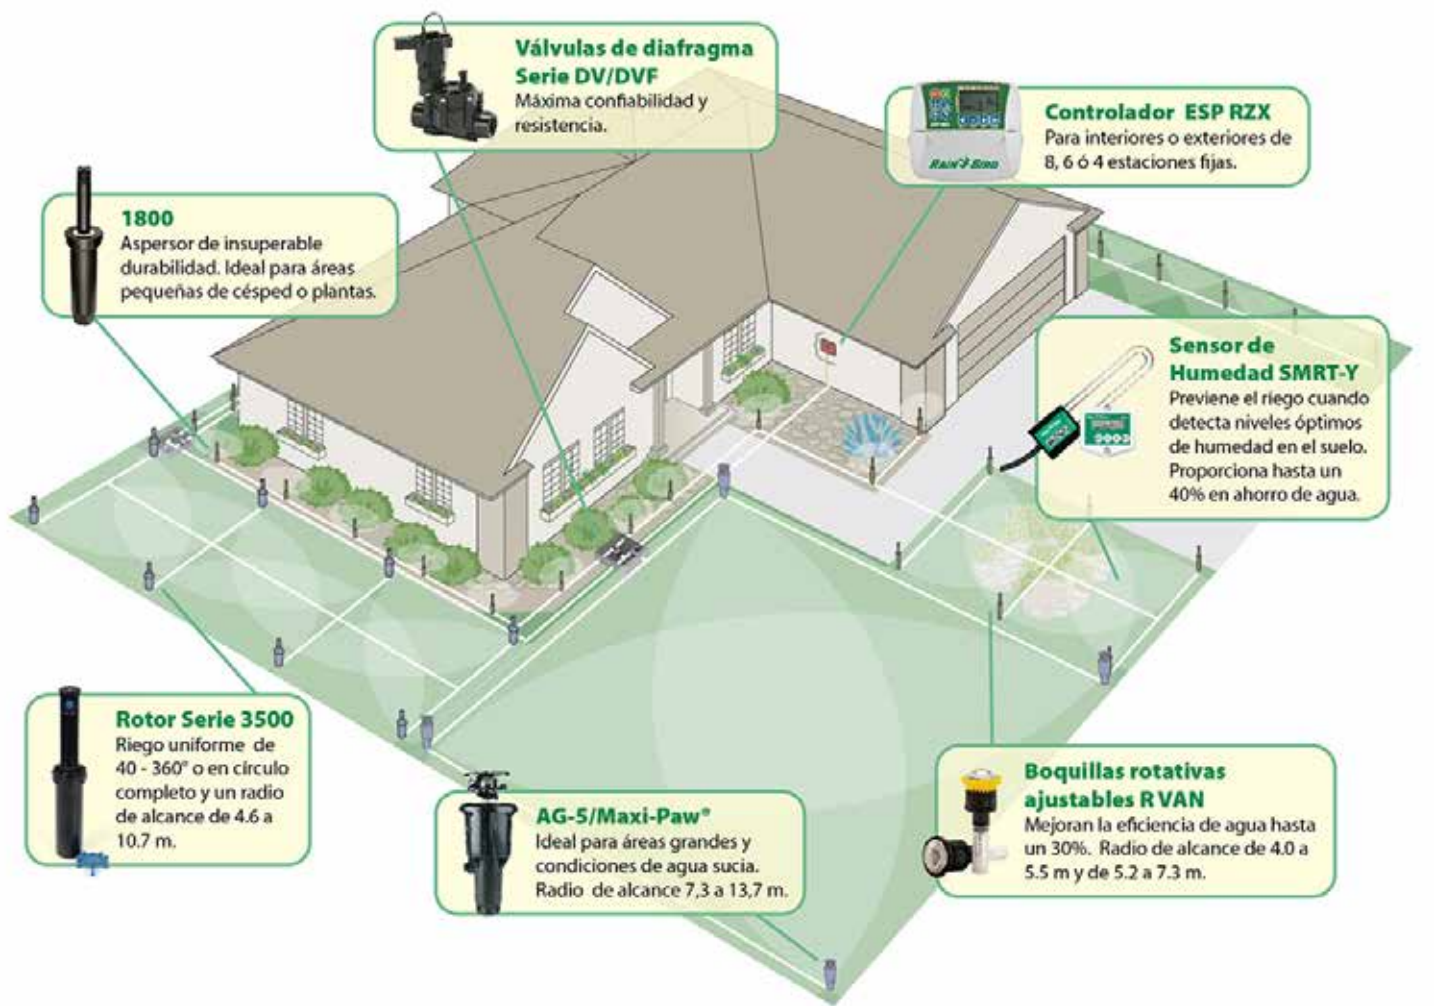 Válvulas de diafragma
Serie DV/DVF
Máxima confiabilidad y
resistencia.
RAIN BIRD
Controlador ESP RZX
Para interiores o exteriores de
8, 6 ó 4 estaciones fijas.
1800
Aspersor de insuperable
durabilidad. Ideal para áreas
pequeñas de césped o plantas.
Sensor de
Humedad SMRT-Y
Previene el riego cuando
detecta niveles óptimos
de humedad en el suelo.
Proporciona hasta un
40% en ahorro de agua.
Rotor Serie 3500
Riego uniforme de
40 - 360° o en círculo
completo y un radio
de alcance de 4.6 a
10.7 m.
AG-5/Maxi-Paw®
Ideal para áreas grandes y
condiciones de agua sucia.
Radio de alcance 7,3 a 13,7 m.
Boquillas rotativas
ajustables R VAN
Mejoran la eficiencia de agua hasta
un 30%. Radio de alcance de 4.0 a
5.5 m y de 5.2 a 7.3 m.